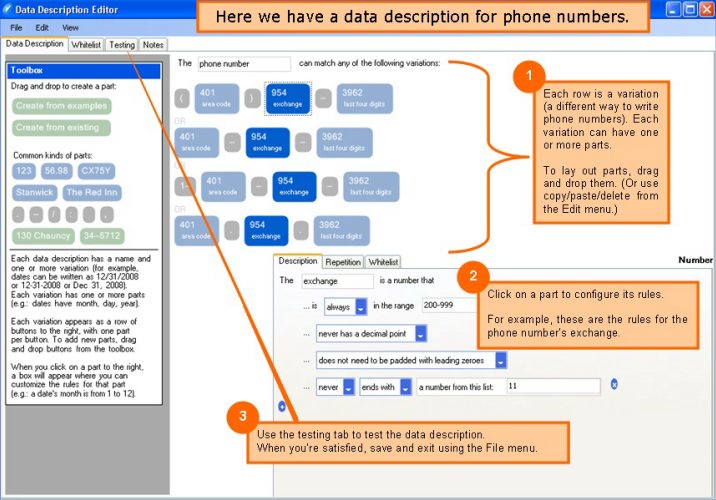 Data Description Editor
Here we have a data description for phone numbers.
File Edit View
Data Description Whitelist Testing Notes
Toolbox
Drag and drop to create a part:
Create from examples
Create from existing
Common kinds of parts:
123 56.98 CX75Y
Stanwick The Red Inn
. - / : , .
130 Chauncy 34-5712
Each data description has a name and
one or more variation (for example,
dates can be written as 12/31/2008
or 12-31-2008 or Dec 31, 2008).
Each variation has one or more parts
(e.g.: dates have month, day, year).
Each variation appears as a row of
buttons to the right, with one part
per button. To add new parts, drag
and drop buttons from the toolbox.
When you click on a part to the right,
a box will appear where you can
customize the rules for that part
(e.g.: a date's month is from 1 to 12).
The phone number can match any of the following variations:
( 401 area code ) 954 exchange - 3962 last four digits
OR
401 area code - 954 exchange - 3962 last four digits
OR
1- 401 area code - 954 exchange - 3962 last four digits
OR
401 area code . 954 exchange . 3962 last four digits
1
Each row is a variation
(a different way to write
phone numbers). Each
variation can have one
or more parts.
To lay out parts, drag
and drop them. (Or use
copy/paste/delete from
the Edit menu.)
Description Repetition Whitelist
Number
The exchange is a number that
... is always in the range 200-999
... never has a decimal point
... does not need to be padded with leading zeroes
... never ends with a number from this list: 11
2
Click on a part to configure its rules.
For example, these are the rules for the
phone number's exchange.
3
Use the testing tab to test the data description.
When you're satisfied, save and exit using the File menu.